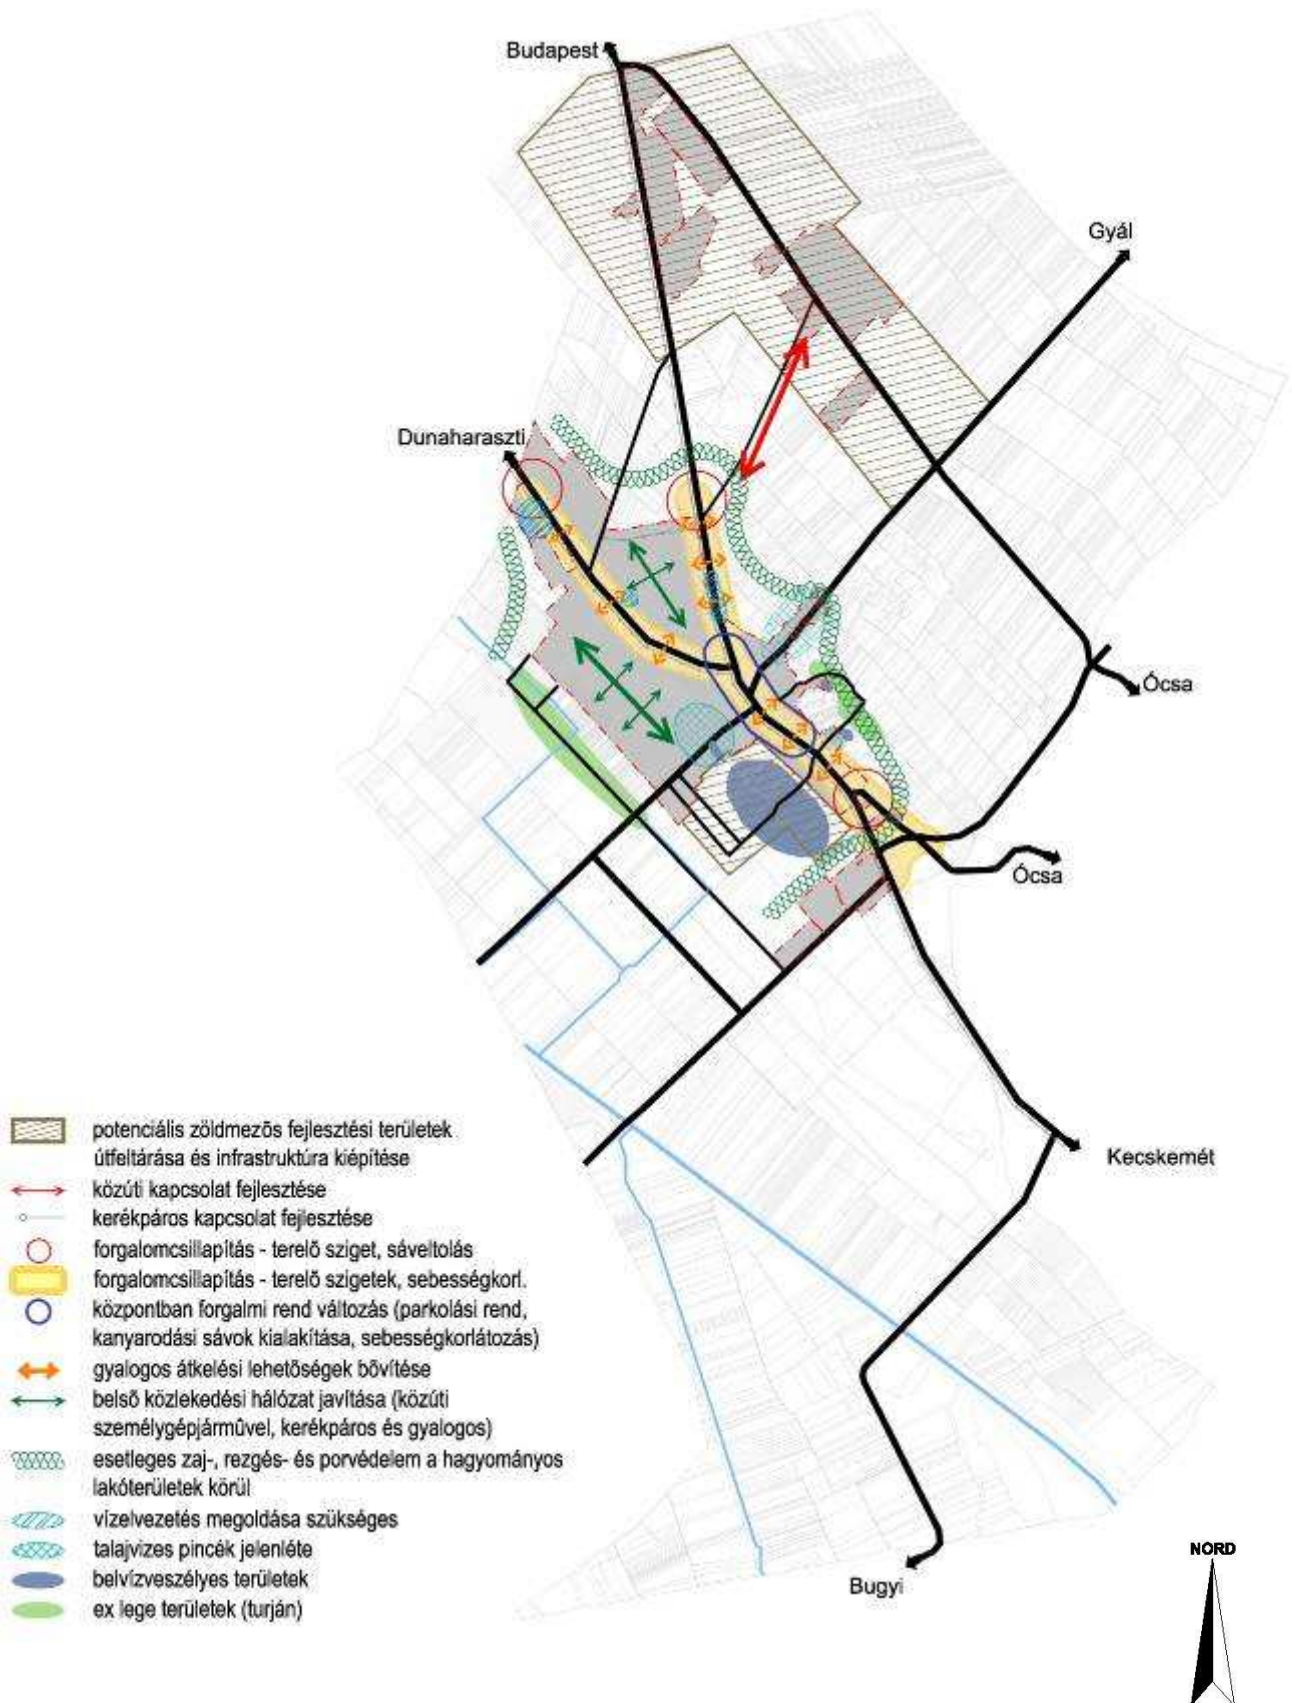 Budapest
Gyál
Dunaharaszti
Ócsa
Ócsa
Kecskemét
Bugyi
NORD
potenciális zöldmezős fejlesztési területek
útfeltárása és infrastruktúra kiépítése
közúti kapcsolat fejlesztése
kerékpáros kapcsolat fejlesztése
forgalomcsillapítás - terelő sziget, sáveltolás
forgalomcsillapítás - terelő szigetek, sebességkorl.
központban forgalmi rend változás (parkolási rend,
kanyarodási sávok kialakítása, sebességkorlátozás)
gyalogos átkelési lehetőségek bővítése
belső közlekedési hálózat javítása (közúti
személygépjárművel, kerékpáros és gyalogos)
esetleges zaj-, rezgés- és porvédelem a hagyományos
lakóterületek körül
vízelvezetés megoldása szükséges
talajvizes pincék jelenléte
belvízveszélyes területek
ex lege területek (turján)